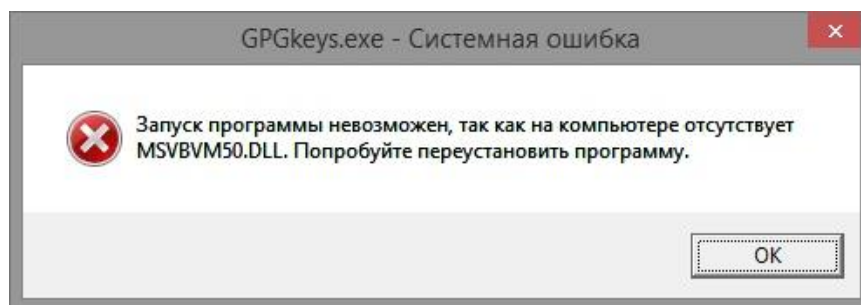 GPGkeys.exe - Системная ошибка
Запуск программы невозможен, так как на компьютере отсутствует
MSVBVM50.DLL. Попробуйте переустановить программу.
OK